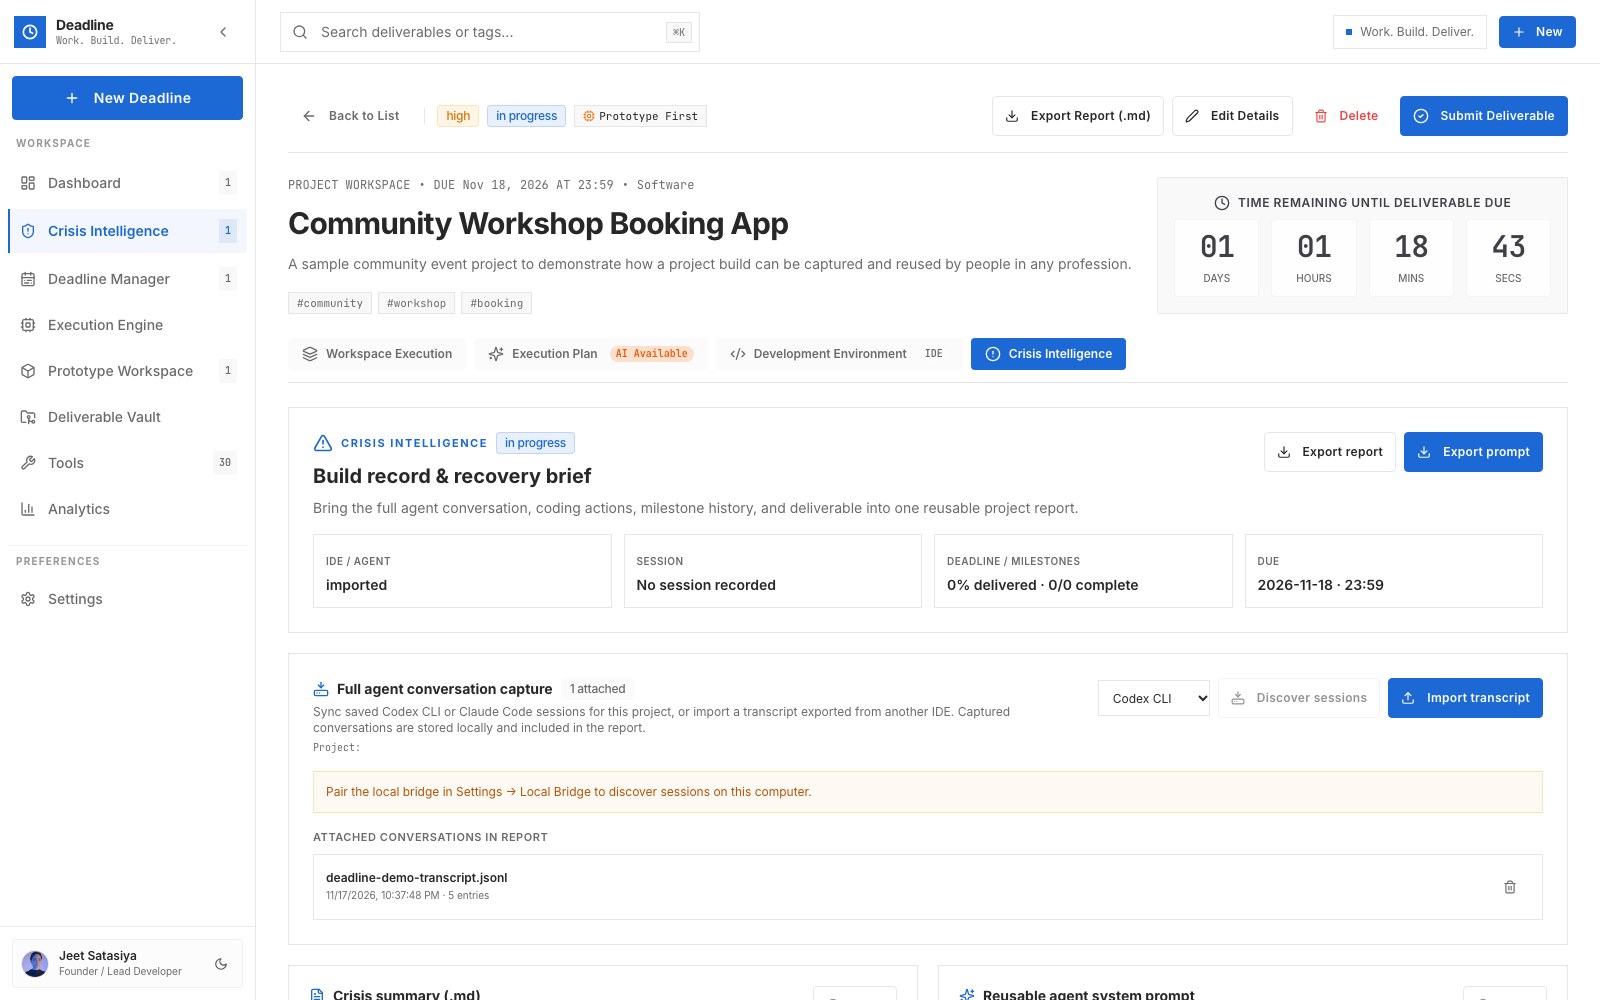 Deadline
Work. Build. Deliver.
Search deliverables or tags...
⌘K
Work. Build. Deliver.
New
New Deadline
WORKSPACE
Dashboard 1
Crisis Intelligence 1
Deadline Manager 1
Execution Engine
Prototype Workspace 1
Deliverable Vault
Tools 30
Analytics
PREFERENCES
Settings
Jeet Satasiya
Founder / Lead Developer
Back to List
high
in progress
Prototype First
Export Report (.md)
Edit Details
Delete
Submit Deliverable
PROJECT WORKSPACE • DUE Nov 18, 2026 AT 23:59 • Software
Community Workshop Booking App
A sample community event project to demonstrate how a project build can be captured and reused by people in any profession.
#community #workshop #booking
TIME REMAINING UNTIL DELIVERABLE DUE
01 01 18 43
DAYS HOURS MINS SECS
Workspace Execution
Execution Plan AI Available
Development Environment IDE
Crisis Intelligence
CRISIS INTELLIGENCE in progress
Build record & recovery brief
Bring the full agent conversation, coding actions, milestone history, and deliverable into one reusable project report.
Export report
Export prompt
IDE / AGENT
imported
SESSION
No session recorded
DEADLINE / MILESTONES
0% delivered · 0/0 complete
DUE
2026-11-18 · 23:59
Full agent conversation capture 1 attached
Sync saved Codex CLI or Claude Code sessions for this project, or import a transcript exported from another IDE. Captured
conversations are stored locally and included in the report.
Project:
Codex CLI
Discover sessions
Import transcript
Pair the local bridge in Settings → Local Bridge to discover sessions on this computer.
ATTACHED CONVERSATIONS IN REPORT
deadline-demo-transcript.jsonl
11/17/2026, 10:37:48 PM · 5 entries
Crisis summary (.md)
Reusable agent system prompt